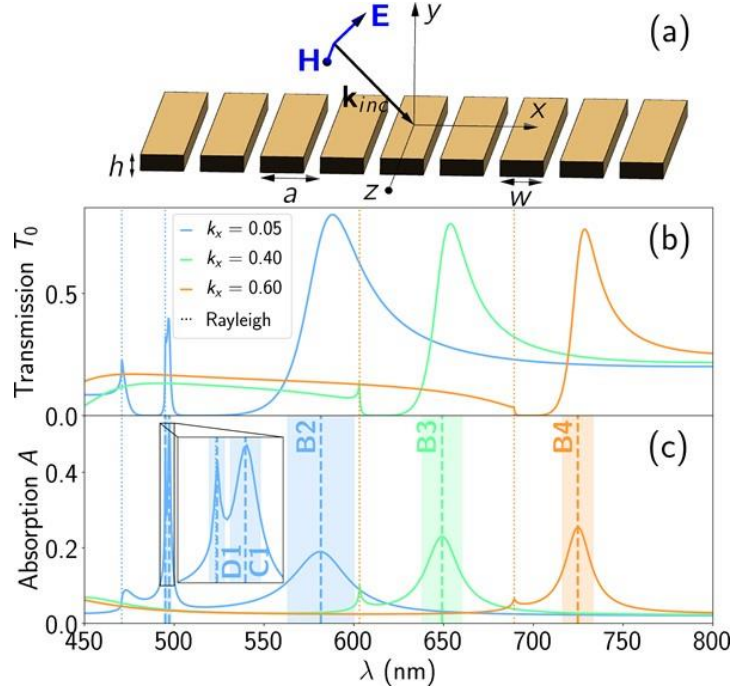 (a)
y
E
H
k_inc
x
h
a
z
w
(b)
Transmission T_0
0.5
0.0
k_x = 0.05
k_x = 0.40
k_x = 0.60
Rayleigh
(c)
Absorption A
0.4
0.2
0.0
D1
C1
B2
B3
B4
450 500 550 600 650 700 750 800
λ (nm)